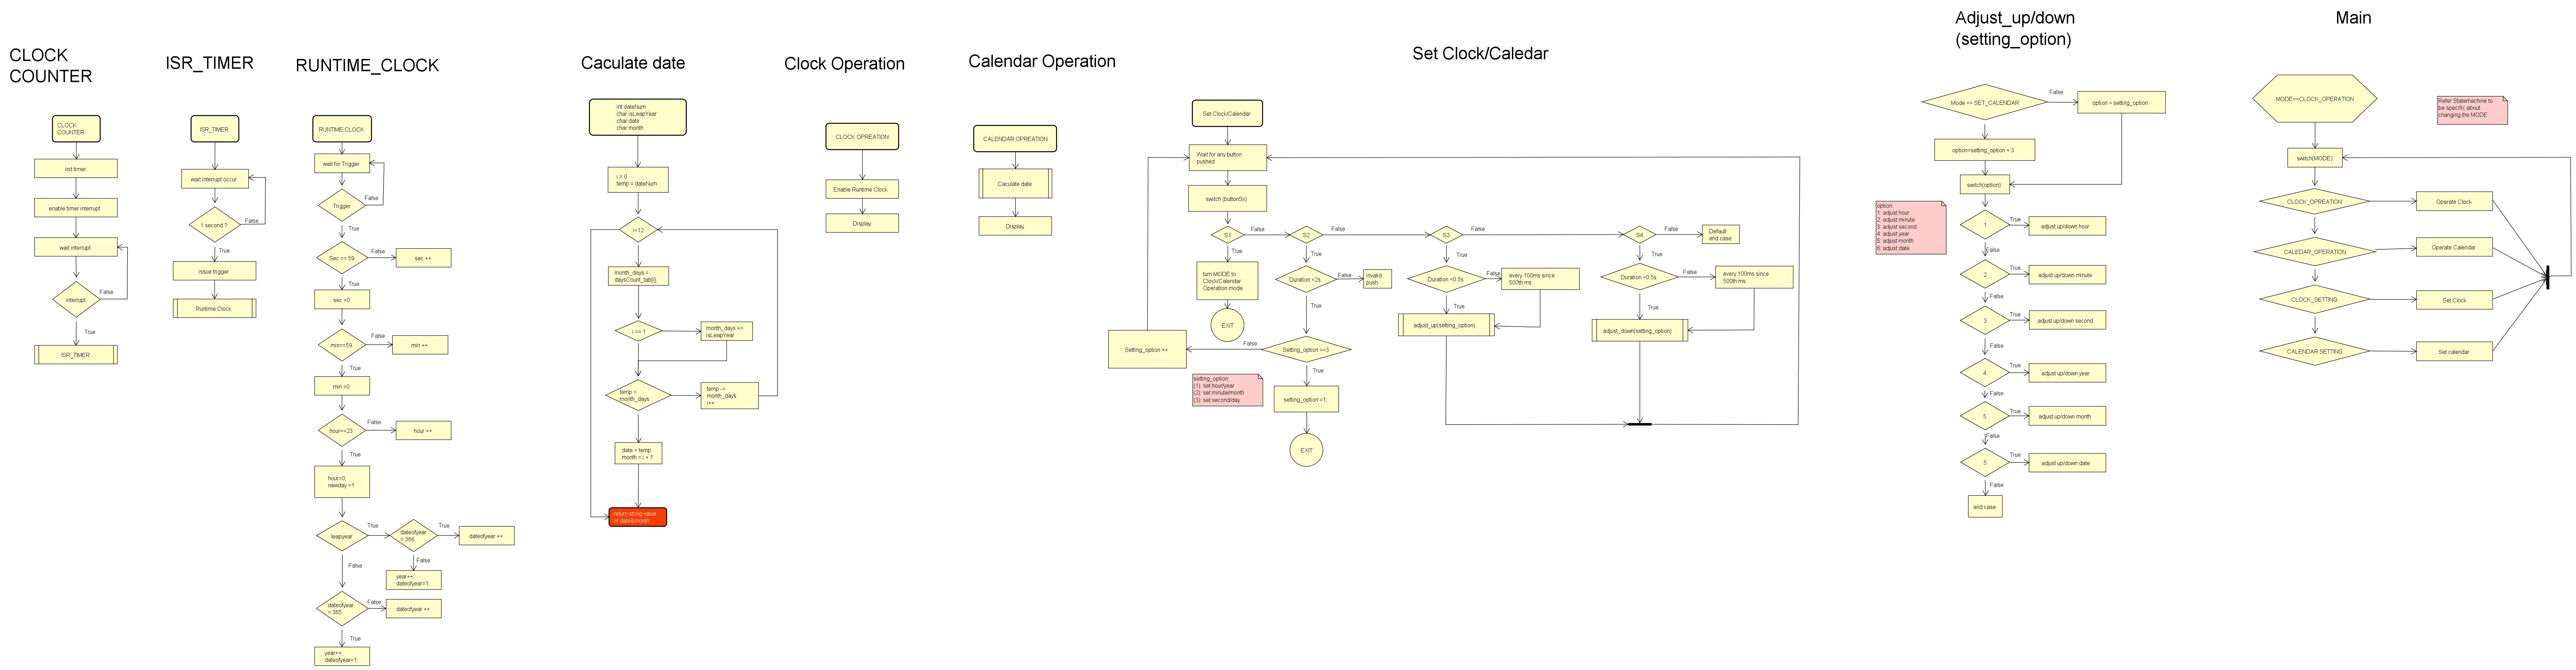 CLOCK
COUNTER
CLOCK
COUNTER
init timer
enable timer interrupt
wait interrupt
interrupt
False
True
ISR_TIMER
ISR_TIMER
ISR_TIMER
wait interrupt occur
1 second ?
False
True
issue trigger
Runtime Clock
RUNTIME_CLOCK
RUNTIME CLOCK
wait for Trigger
Trigger
False
True
Sec == 59
False
sec ++
True
sec =0
min==59
False
min ++
True
min =0
hour==23
False
hour ++
True
hour=0;
newday =1
leapyear
True
dateofyear
= 366
True
dateofyear ++
False
year++;
dateofyear=1;
False
dateofyear
= 365
False
dateofyear ++
True
year++;
dateofyear=1;
Caculate date
int dateNum
char isLeapYear
char date
char month
i = 0
temp = dateNum
i<12
month_days =
daysCount_tab[i]
i == 1
month_days +=
isLeapYear
temp =
month_days
temp -=
month_days
i++
date = temp
month = i + 1
return string value
of date&month
Clock Operation
CLOCK OPREATION
Enable Runtime Clock
Display
Calendar Operation
CALENDAR OPREATION
Caculate date
Display
Set Clock/Caledar
Set Clock/Calendar
Wait for any button
pushed
switch (buttonSx)
S1
False
S2
False
S3
False
S4
False
Default
end case
True
turn MODE to
Clock/Calendar
Operation mode
EXIT
True
Duration <2s
False
invalid
push
True
Setting_option ==3
False
Setting_option ++
True
setting_option =1;
EXIT
setting_option:
(1): set hour/year
(2): set minute/month
(3): set second/day
True
Duration <0.5s
False
every 100ms since
500th ms
True
adjust_up(setting_option)
True
Duration <0.5s
False
every 100ms since
500th ms
True
adjust_down(setting_option)
Adjust_up/down
(setting_option)
Mode == SET_CALENDAR
False
option = setting_option
option=setting_option + 3
switch(option)
option:
1: adjust hour
2: adjust minute
3: adjust second
4: adjust year
5: adjust month
6: adjust date
1
True
adjust up/down hour
False
2
True
adjust up/down minute
False
3
True
adjust up/down second
False
4
True
adjust up/down year
False
5
True
adjust up/down month
False
5
True
adjust up/down date
False
end case
Main
MODE==CLOCK_OPERATION
Refer Statemachine to
be specific about
changing the MODE
switch(MODE)
CLOCK_OPREATION
Operate Clock
CALEDAR_OPERATION
Operate Calendar
CLOCK_SETTING
Set Clock
CALENDAR SETTING
Set calendar